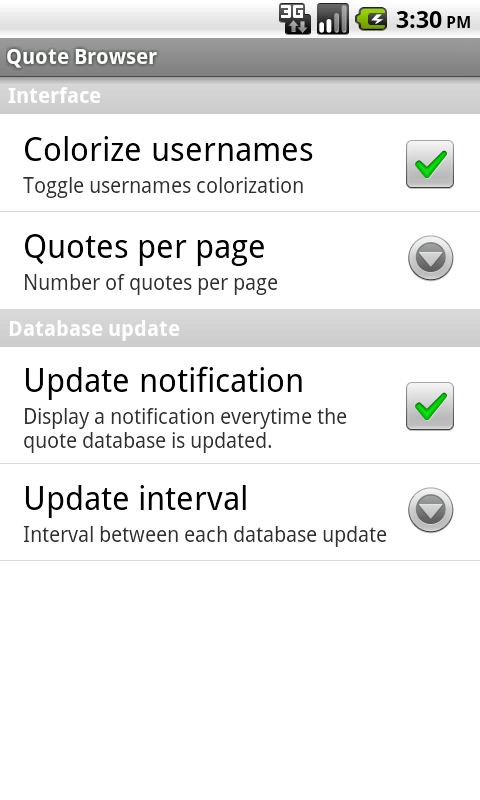 3G 3:30 PM
Quote Browser
Interface
Colorize usernames
Toggle usernames colorization
Quotes per page
Number of quotes per page
Database update
Update notification
Display a notification everytime the
quote database is updated.
Update interval
Interval between each database update